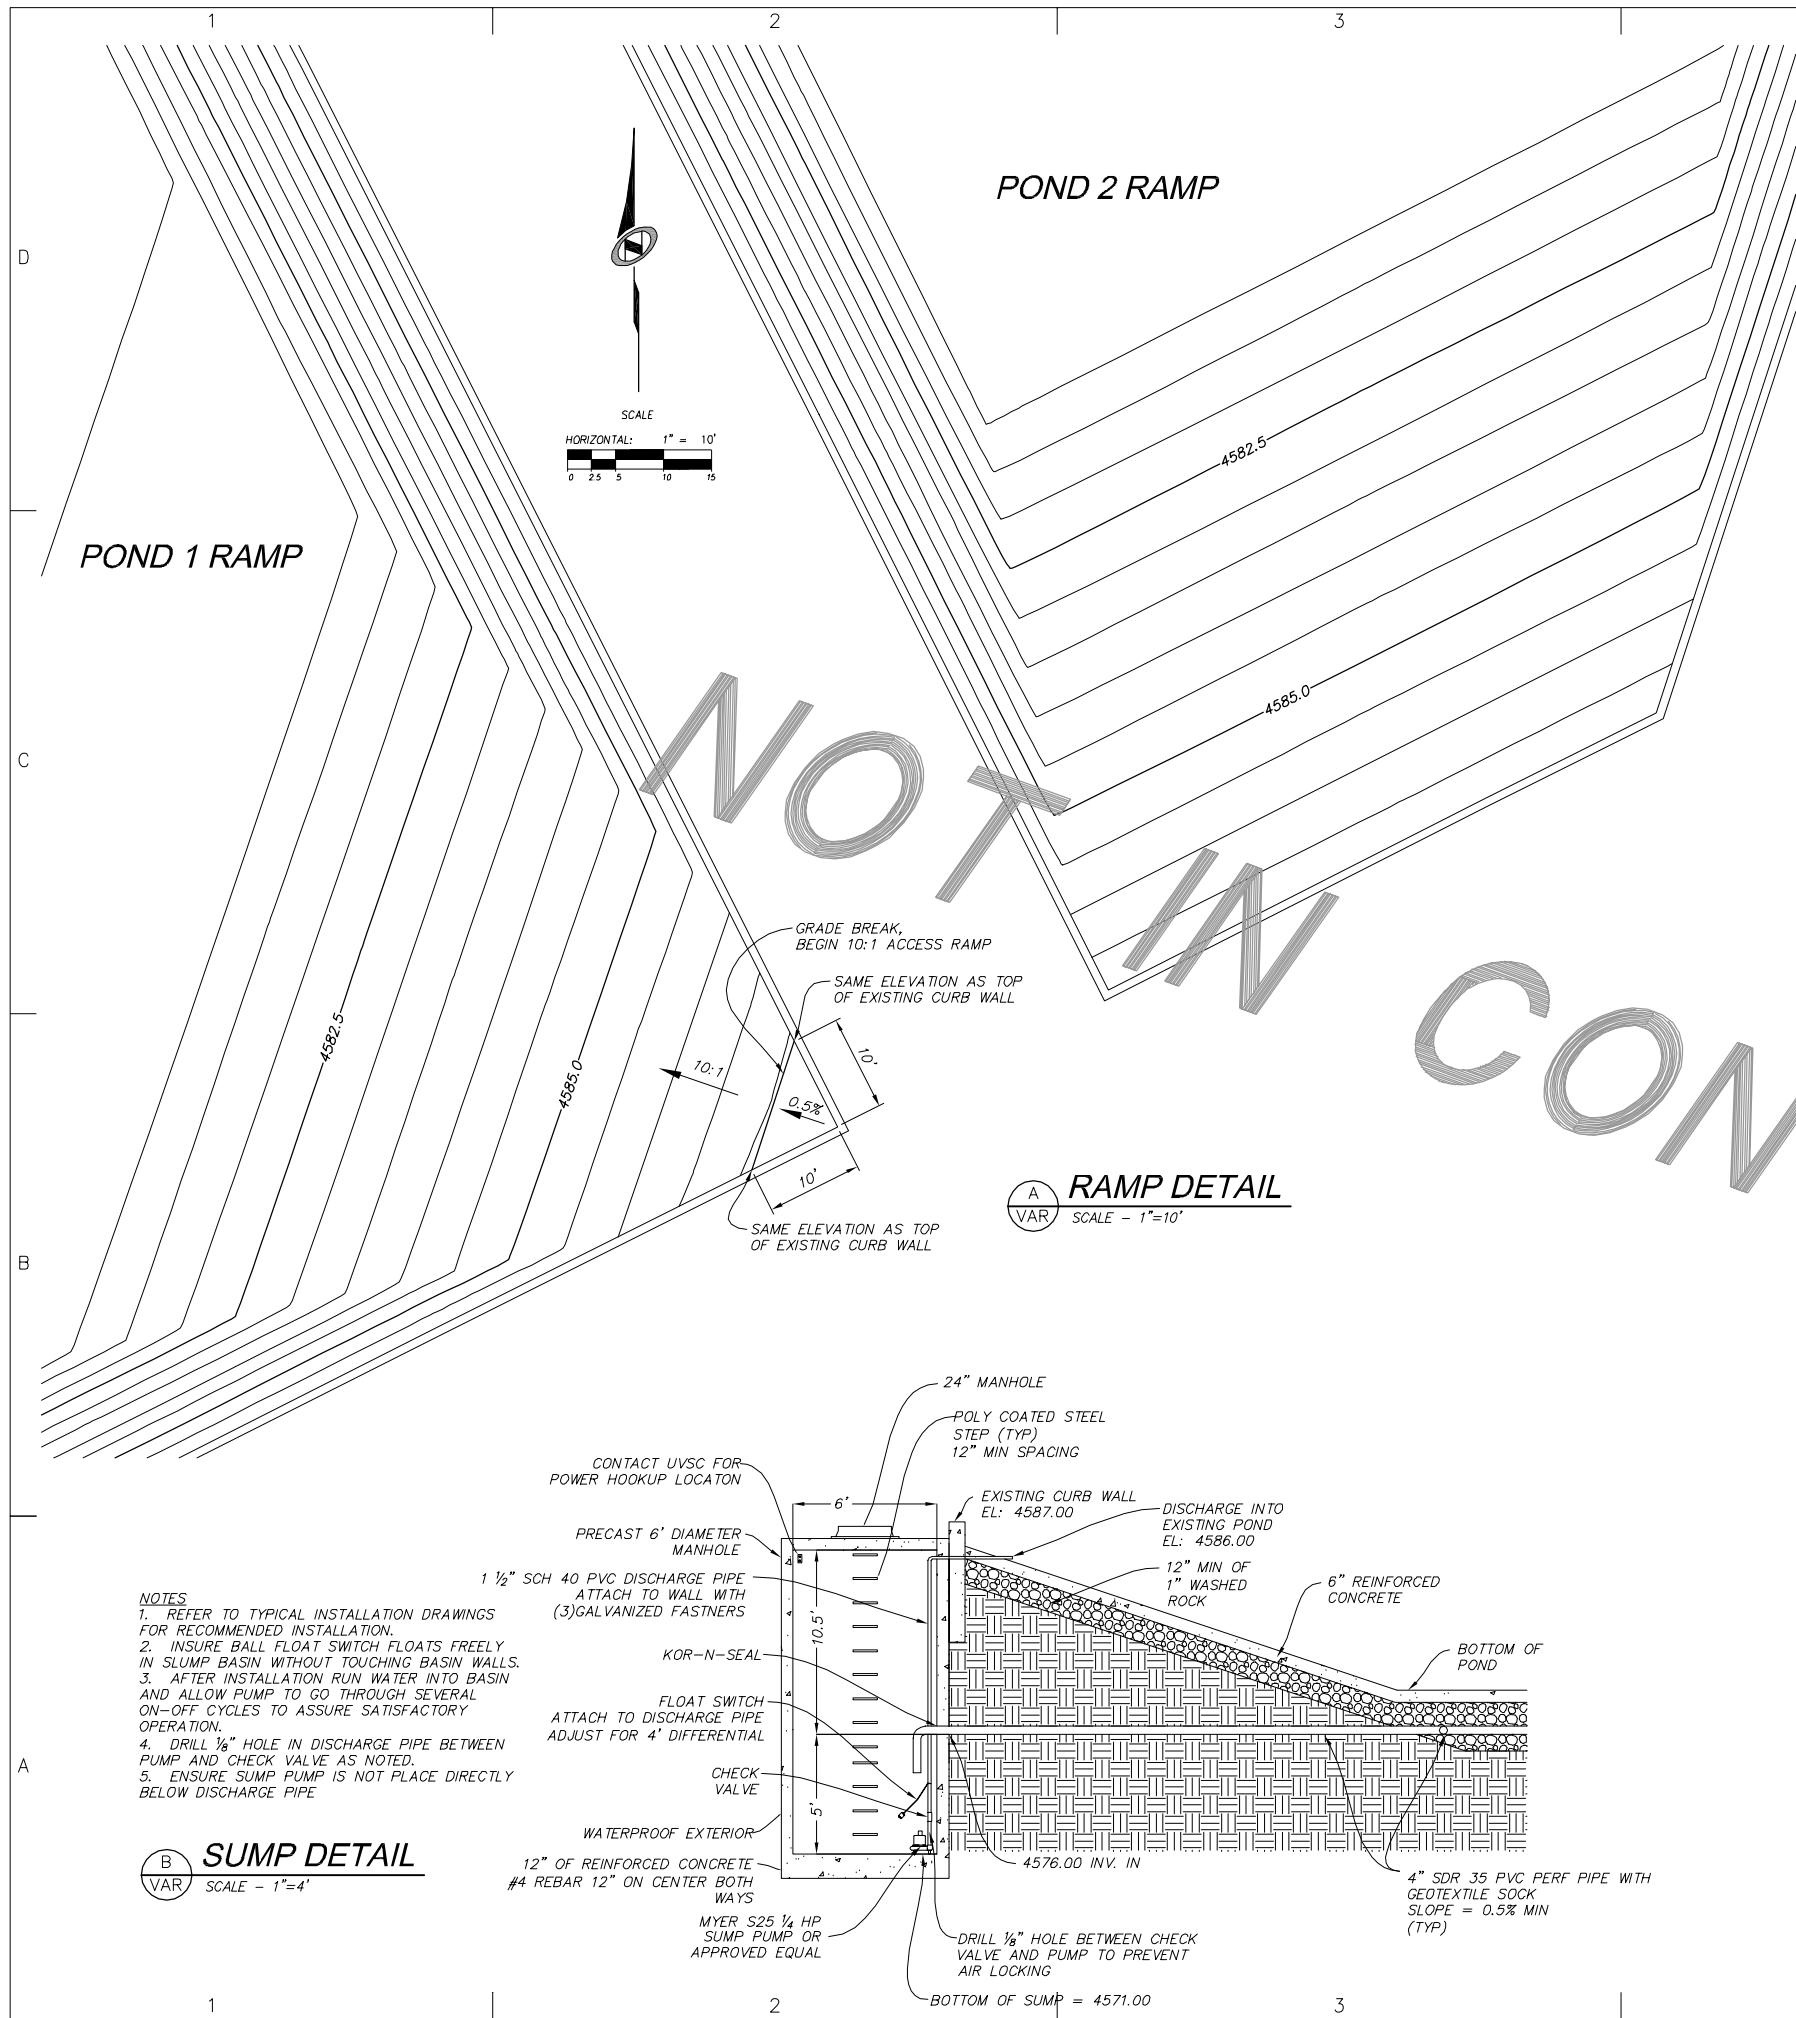 1
2
3
D
C
B
A
POND 2 RAMP
SCALE
HORIZONTAL: 1" = 10'
0 2.5 5 10 15
POND 1 RAMP
4582.5
4585.0
NOT IN CON
GRADE BREAK,
BEGIN 10:1 ACCESS RAMP
SAME ELEVATION AS TOP
OF EXISTING CURB WALL
4582.5
4585.0
10:1
0.5%
10'
10'
SAME ELEVATION AS TOP
OF EXISTING CURB WALL
A
VAR
RAMP DETAIL
SCALE - 1"=10'
24" MANHOLE
POLY COATED STEEL
STEP (TYP)
12" MIN SPACING
CONTACT UVSC FOR
POWER HOOKUP LOCATON
6'
EXISTING CURB WALL
EL: 4587.00
DISCHARGE INTO
EXISTING POND
EL: 4586.00
PRECAST 6' DIAMETER
MANHOLE
12" MIN OF
1" WASHED
ROCK
6" REINFORCED
CONCRETE
1 ½" SCH 40 PVC DISCHARGE PIPE
ATTACH TO WALL WITH
(3)GALVANIZED FASTNERS
10.5'
KOR-N-SEAL
BOTTOM OF
POND
FLOAT SWITCH
ATTACH TO DISCHARGE PIPE
ADJUST FOR 4' DIFFERENTIAL
CHECK
VALVE
5'
WATERPROOF EXTERIOR
12" OF REINFORCED CONCRETE
#4 REBAR 12" ON CENTER BOTH
WAYS
4576.00 INV. IN
4" SDR 35 PVC PERF PIPE WITH
GEOTEXTILE SOCK
SLOPE = 0.5% MIN
(TYP)
MYER S25 ¼ HP
SUMP PUMP OR
APPROVED EQUAL
DRILL ⅛" HOLE BETWEEN CHECK
VALVE AND PUMP TO PREVENT
AIR LOCKING
BOTTOM OF SUMP = 4571.00
NOTES
1. REFER TO TYPICAL INSTALLATION DRAWINGS
FOR RECOMMENDED INSTALLATION.
2. INSURE BALL FLOAT SWITCH FLOATS FREELY
IN SLUMP BASIN WITHOUT TOUCHING BASIN WALLS.
3. AFTER INSTALLATION RUN WATER INTO BASIN
AND ALLOW PUMP TO GO THROUGH SEVERAL
ON-OFF CYCLES TO ASSURE SATISFACTORY
OPERATION.
4. DRILL ⅛" HOLE IN DISCHARGE PIPE BETWEEN
PUMP AND CHECK VALVE AS NOTED.
5. ENSURE SUMP PUMP IS NOT PLACE DIRECTLY
BELOW DISCHARGE PIPE
B
VAR
SUMP DETAIL
SCALE - 1"=4'
1
2
3